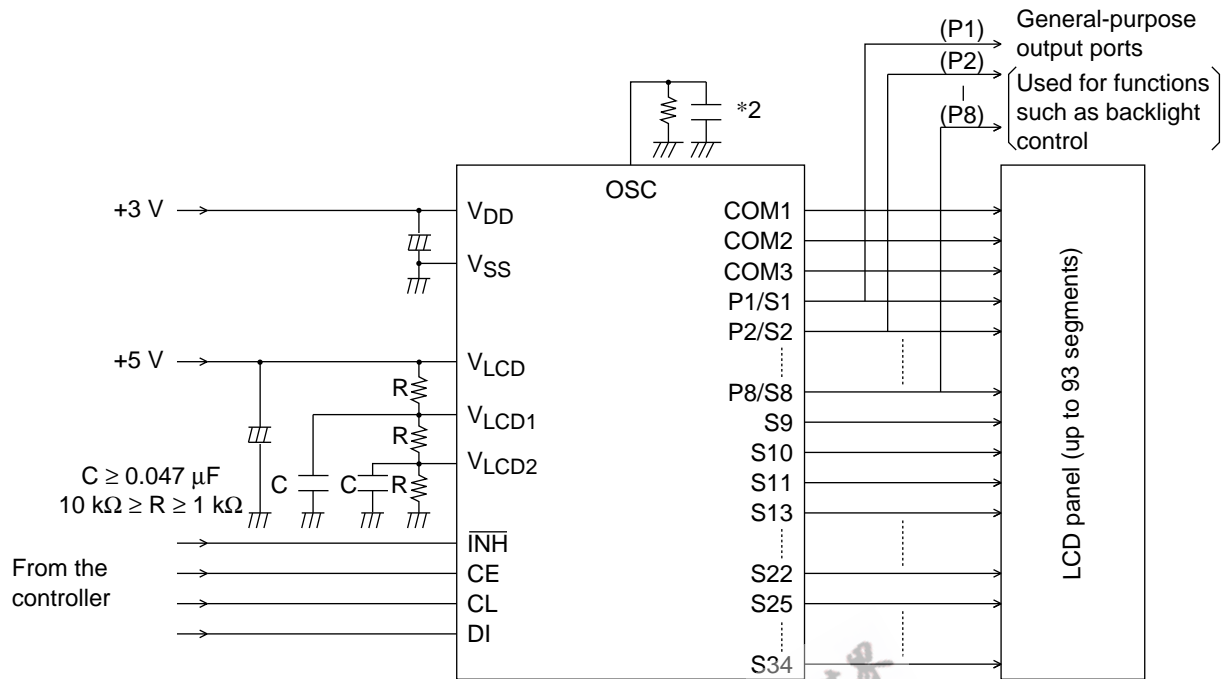 (P1)
General-purpose
output ports
(P2)
(P8)
Used for functions
such as backlight
control
*2
OSC
+3 V
VDD
VSS
+5 V
VLCD
R
VLCD1
R
VLCD2
R
C
C
C ≥ 0.047 μF
10 kΩ ≥ R ≥ 1 kΩ
From the
controller
INH
CE
CL
DI
COM1
COM2
COM3
P1/S1
P2/S2
P8/S8
S9
S10
S11
S13
S22
S25
S34
LCD panel (up to 93 segments)